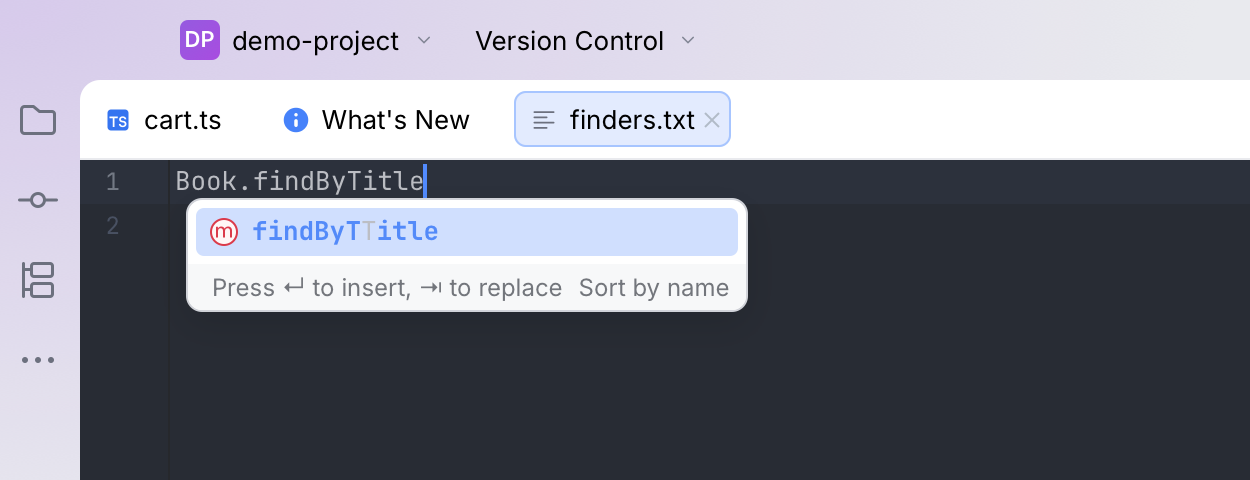 DP demo-project Version Control
TS cart.ts What's New finders.txt
1 Book.findByTitle
2
m findByTTitle
Press ↵ to insert, ⇥ to replace Sort by name